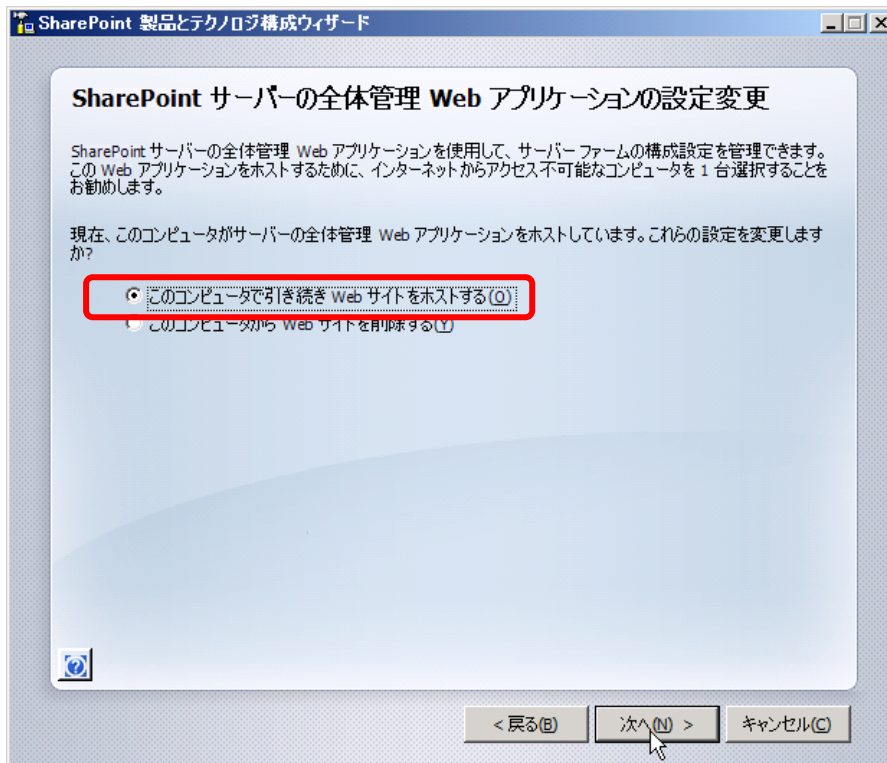 SharePoint 製品とテクノロジ構成ウィザード
SharePoint サーバーの全体管理 Web アプリケーションの設定変更
SharePoint サーバーの全体管理 Web アプリケーションを使用して、サーバー ファームの構成設定を管理できます。
この Web アプリケーションをホストするために、インターネットからアクセス不可能なコンピュータを 1 台選択することを
お勧めします。
現在、このコンピュータがサーバーの全体管理 Web アプリケーションをホストしています。これらの設定を変更します
か?
このコンピュータで引き続き Web サイトをホストする(O)
このコンピュータから Web サイトを削除する(Y)
< 戻る(B)
次へ(N) >
キャンセル(C)